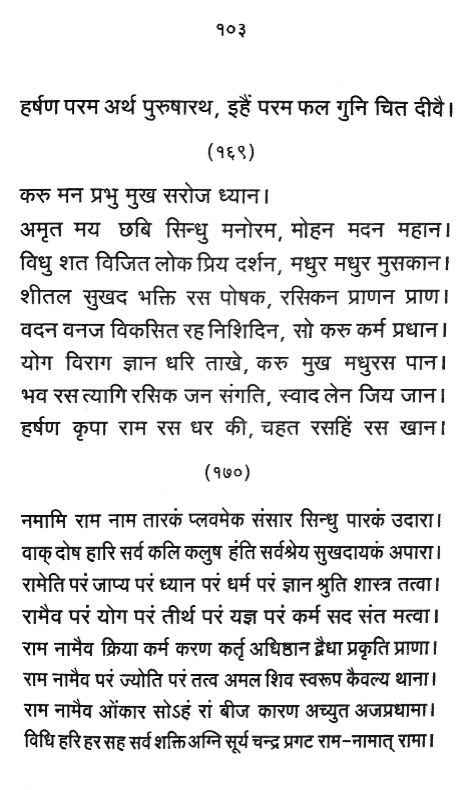 १०३
हर्षण परम अर्थ पुरुषारथ, इहैं परम फल गुनि चित दीवै।
(१६९)
करु मन प्रभु मुख सरोज ध्यान।
अमृत मय छबि सिन्धु मनोरम, मोहन मदन महान।
विधु शत विजित लोक प्रिय दर्शन, मधुर मधुर मुसकान।
शीतल सुखद भक्ति रस पोषक, रसिकन प्राणन प्राण।
वदन वनज विकसित रह निशिदिन, सो करु कर्म प्रधान।
योग विराग ज्ञान धरि ताखे, करु मुख मधुरस पान।
भव रस त्यागि रसिक जन संगति, स्वाद लेन जिय जान।
हर्षण कृपा राम रस धर की, चहत रसहिं रस खान।
(१७०)
नमामि राम नाम तारकं प्लवमेक संसार सिन्धु पारकं उदारा।
वाक् दोष हारि सर्व कलि कलुष हंति सर्वश्रेय सुखदायकं अपारा।
रामेति परं जाप्य परं ध्यान परं धर्म परं ज्ञान श्रुति शास्त्र तत्वा।
रामैव परं योग परं तीर्थ परं यज्ञ परं कर्म सद संत मत्वा।
राम नामैव क्रिया कर्म करण कर्तृ अधिष्ठान द्वैधा प्रकृति प्राणा।
राम नामैव परं ज्योति परं तत्व अमल शिव स्वरूप कैवल्य थाना।
राम नामैव ओंकार सोऽहं रां बीज कारण अच्युत अजप्रधामा।
विधि हरि हर सह सर्व शक्ति अग्नि सूर्य चन्द्र प्रगट राम-नामात् रामा।